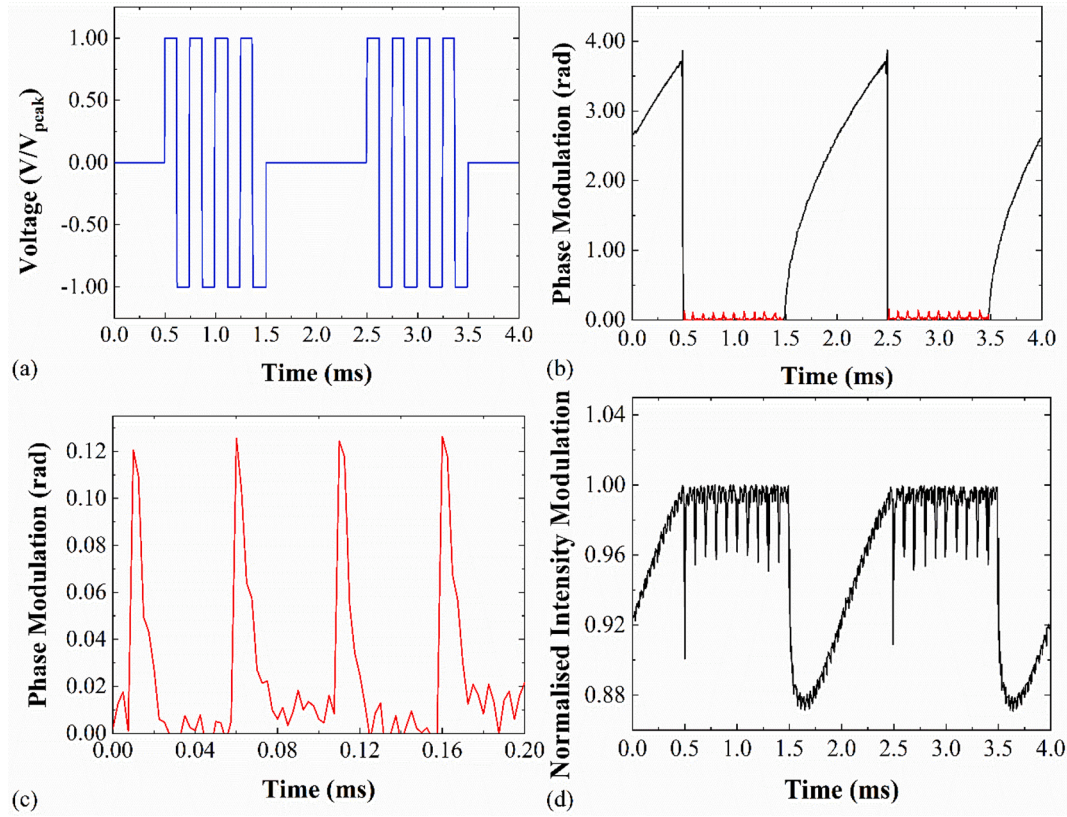 1.00
0.50
0.00
-0.50
-1.00
Voltage (V/Vpeak)
0.0 0.5 1.0 1.5 2.0 2.5 3.0 3.5 4.0
Time (ms)
(a)
4.00
3.00
2.00
1.00
0.00
Phase Modulation (rad)
0.0 0.5 1.0 1.5 2.0 2.5 3.0 3.5 4.0
Time (ms)
(b)
0.12
0.10
0.08
0.06
0.04
0.02
0.00
Phase Modulation (rad)
0.00 0.04 0.08 0.12 0.16 0.20
Time (ms)
(c)
1.04
1.00
0.96
0.92
0.88
Normalised Intensity Modulation
0.0 0.5 1.0 1.5 2.0 2.5 3.0 3.5 4.0
Time (ms)
(d)